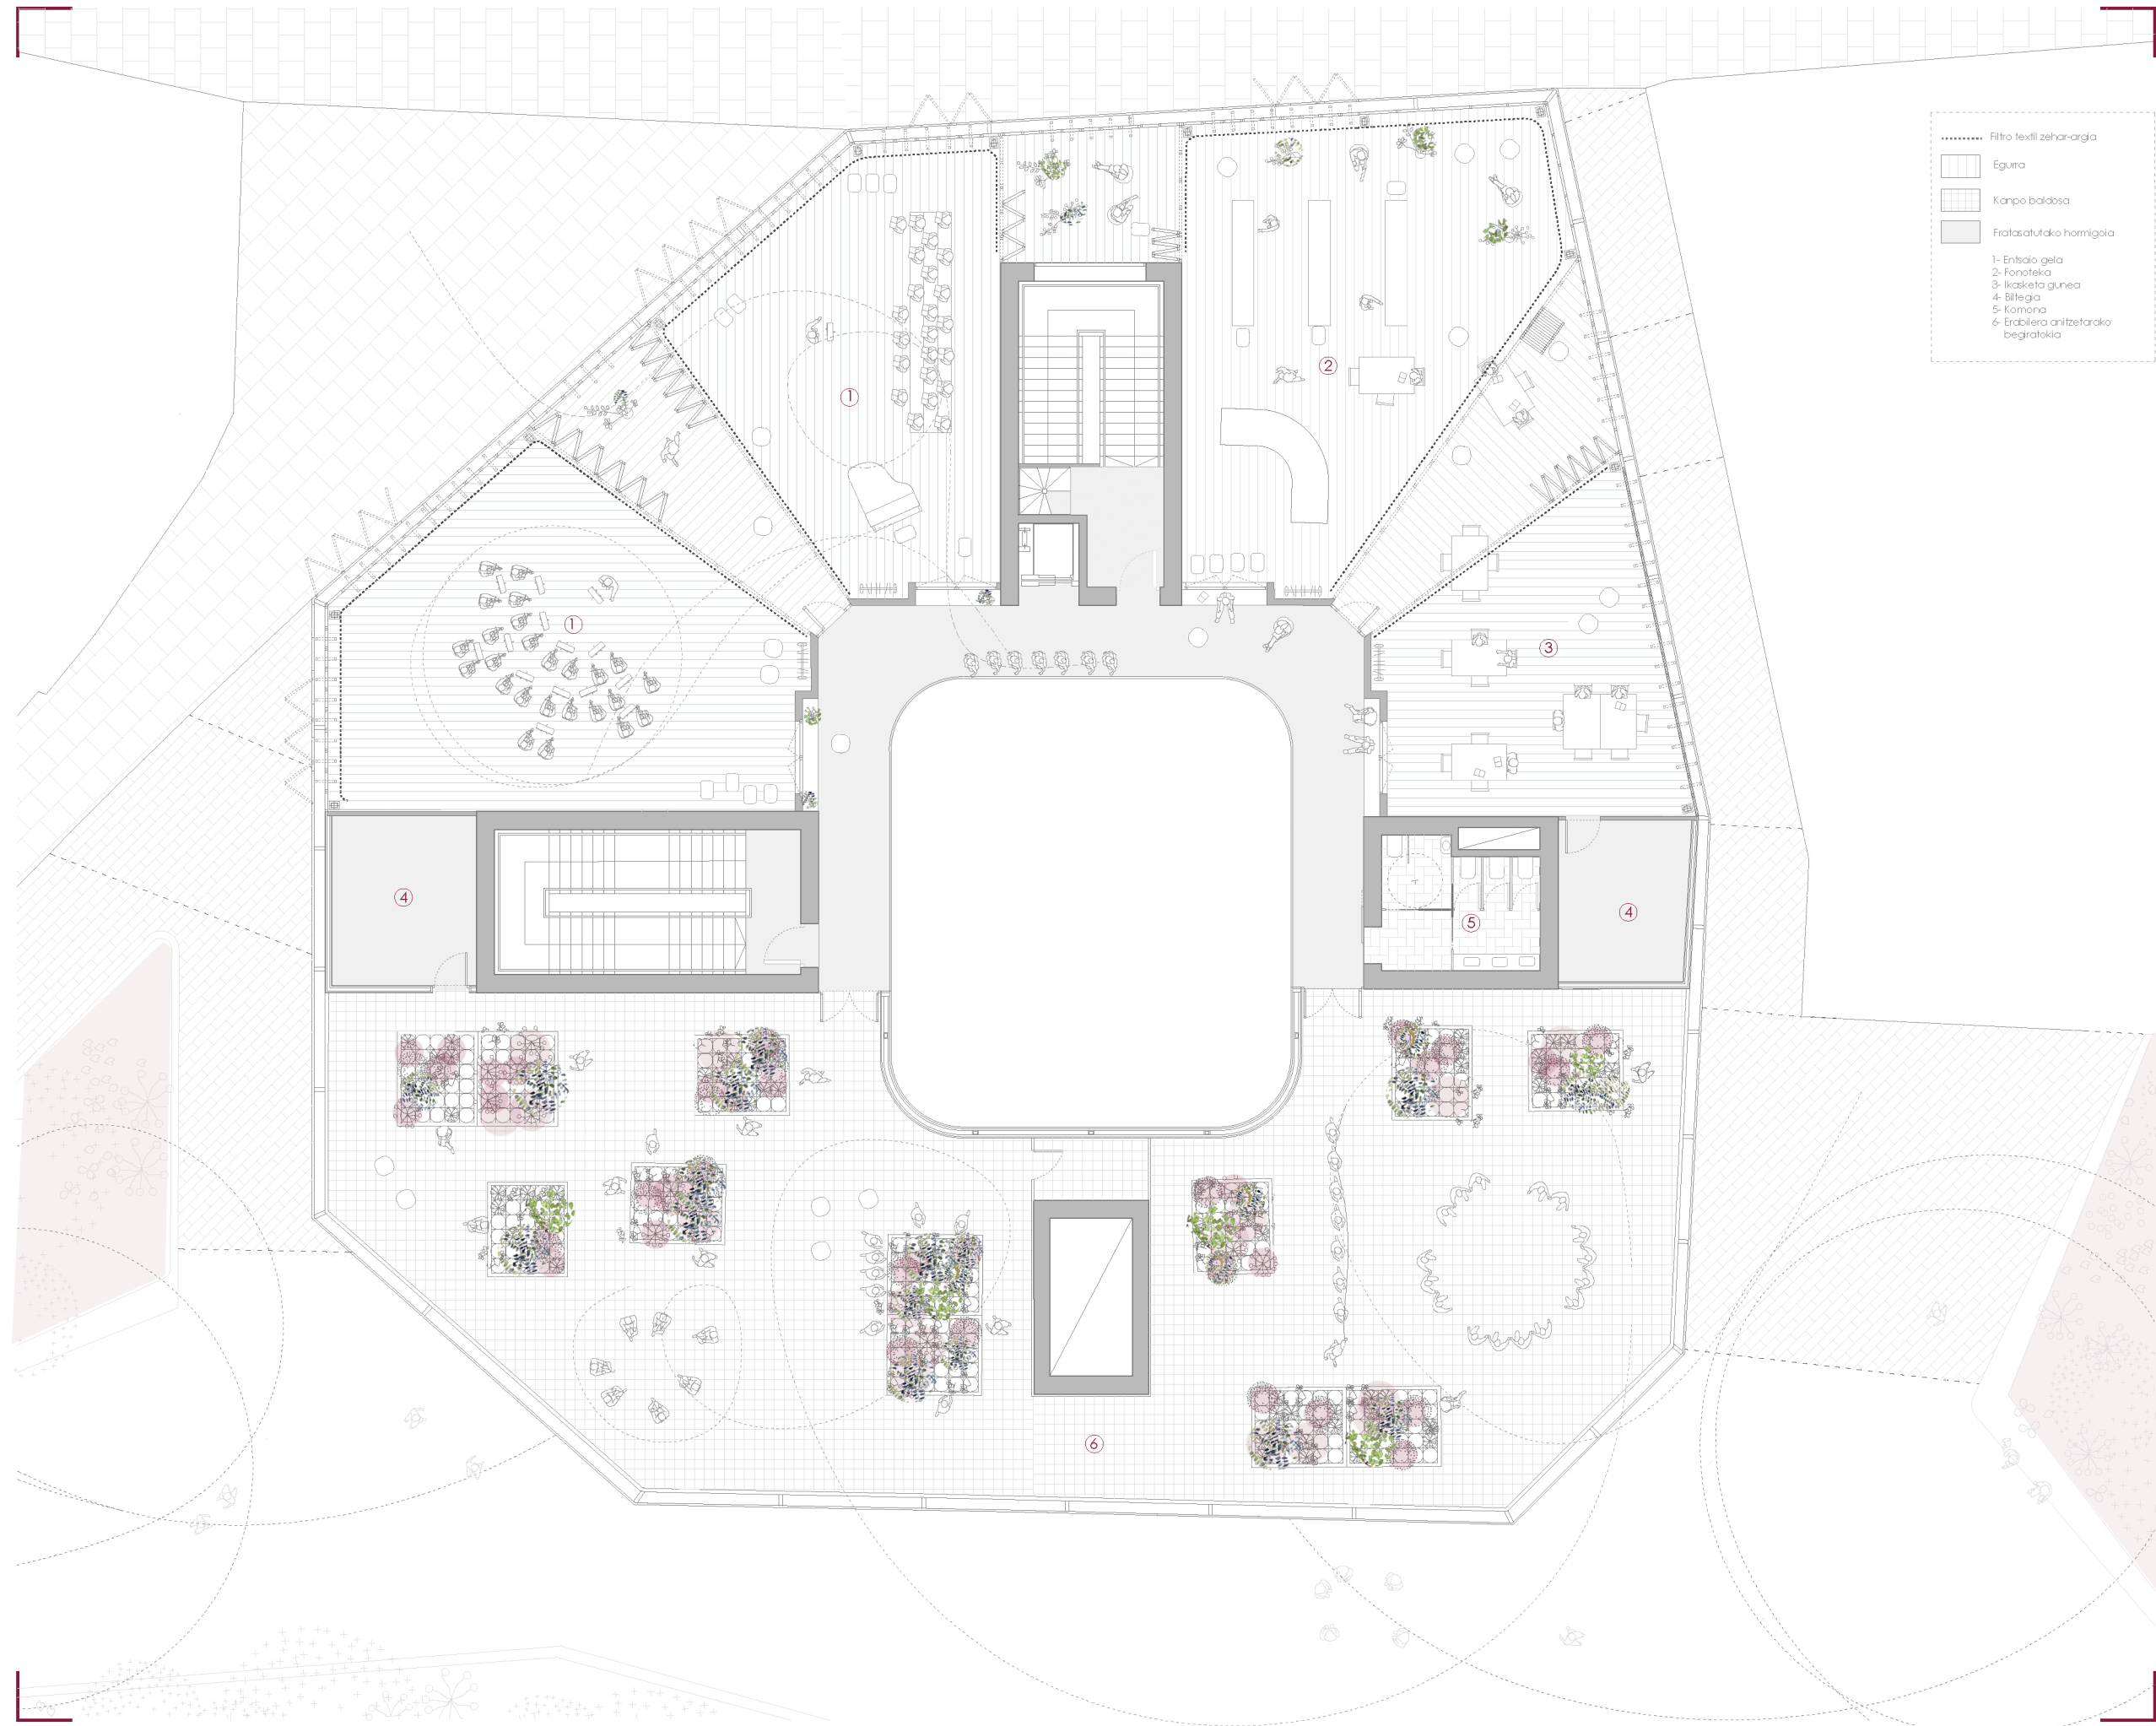 Filtro textil zehar-argia
Egurra
Kanpo baldosa
Fratasatutako hormigoia
1- Entsaio gela
2- Fonoteka
3- Ikasketa gunea
4- Biltegia
5- Komona
6- Erabilera anitzetarako
begiratokia
1
2
1
3
4
4
5
6